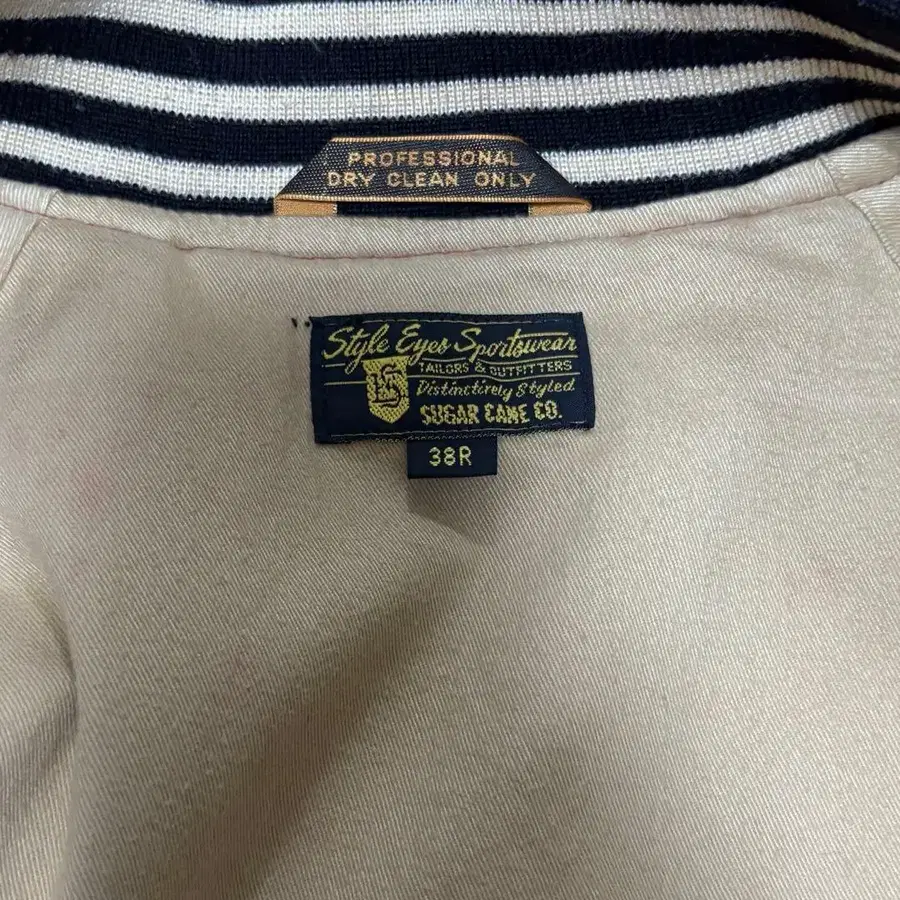 PROFESSIONAL
DRY CLEAN ONLY
Style Eyes Sportswear
TAILORS & OUTFITTERS
Distinctively Styled
SUGAR CANE CO.
38R